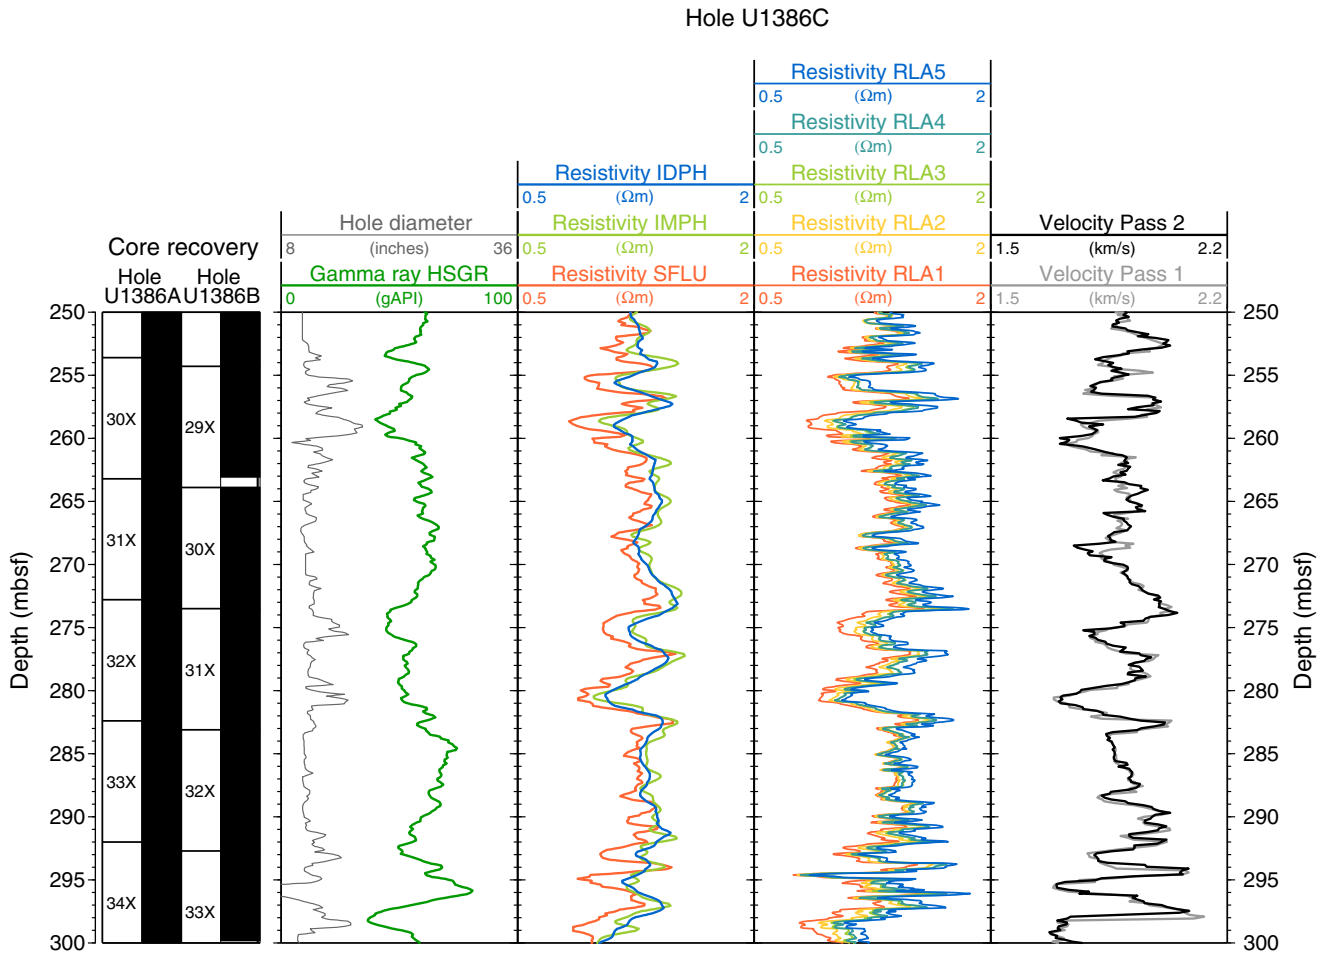 Hole U1386C
Resistivity RLA5
0.5 (Ωm) 2
Resistivity RLA4
0.5 (Ωm) 2
Resistivity IDPH Resistivity RLA3
0.5 (Ωm) 2 0.5 (Ωm) 2
Hole diameter Resistivity IMPH Resistivity RLA2 Velocity Pass 2
Core recovery 8 (inches) 36 0.5 (Ωm) 2 0.5 (Ωm) 2 1.5 (km/s) 2.2
Hole Hole Gamma ray HSGR Resistivity SFLU Resistivity RLA1 Velocity Pass 1
U1386A U1386B 0 (gAPI) 100 0.5 (Ωm) 2 0.5 (Ωm) 2 1.5 (km/s) 2.2
250 250
255 255
30X 29X
260 260
265 265
31X 30X
270 270
275 275
32X 31X
280 280
285 285
33X 32X
290 290
295 295
34X 33X
300 300
Depth (mbsf) Depth (mbsf)